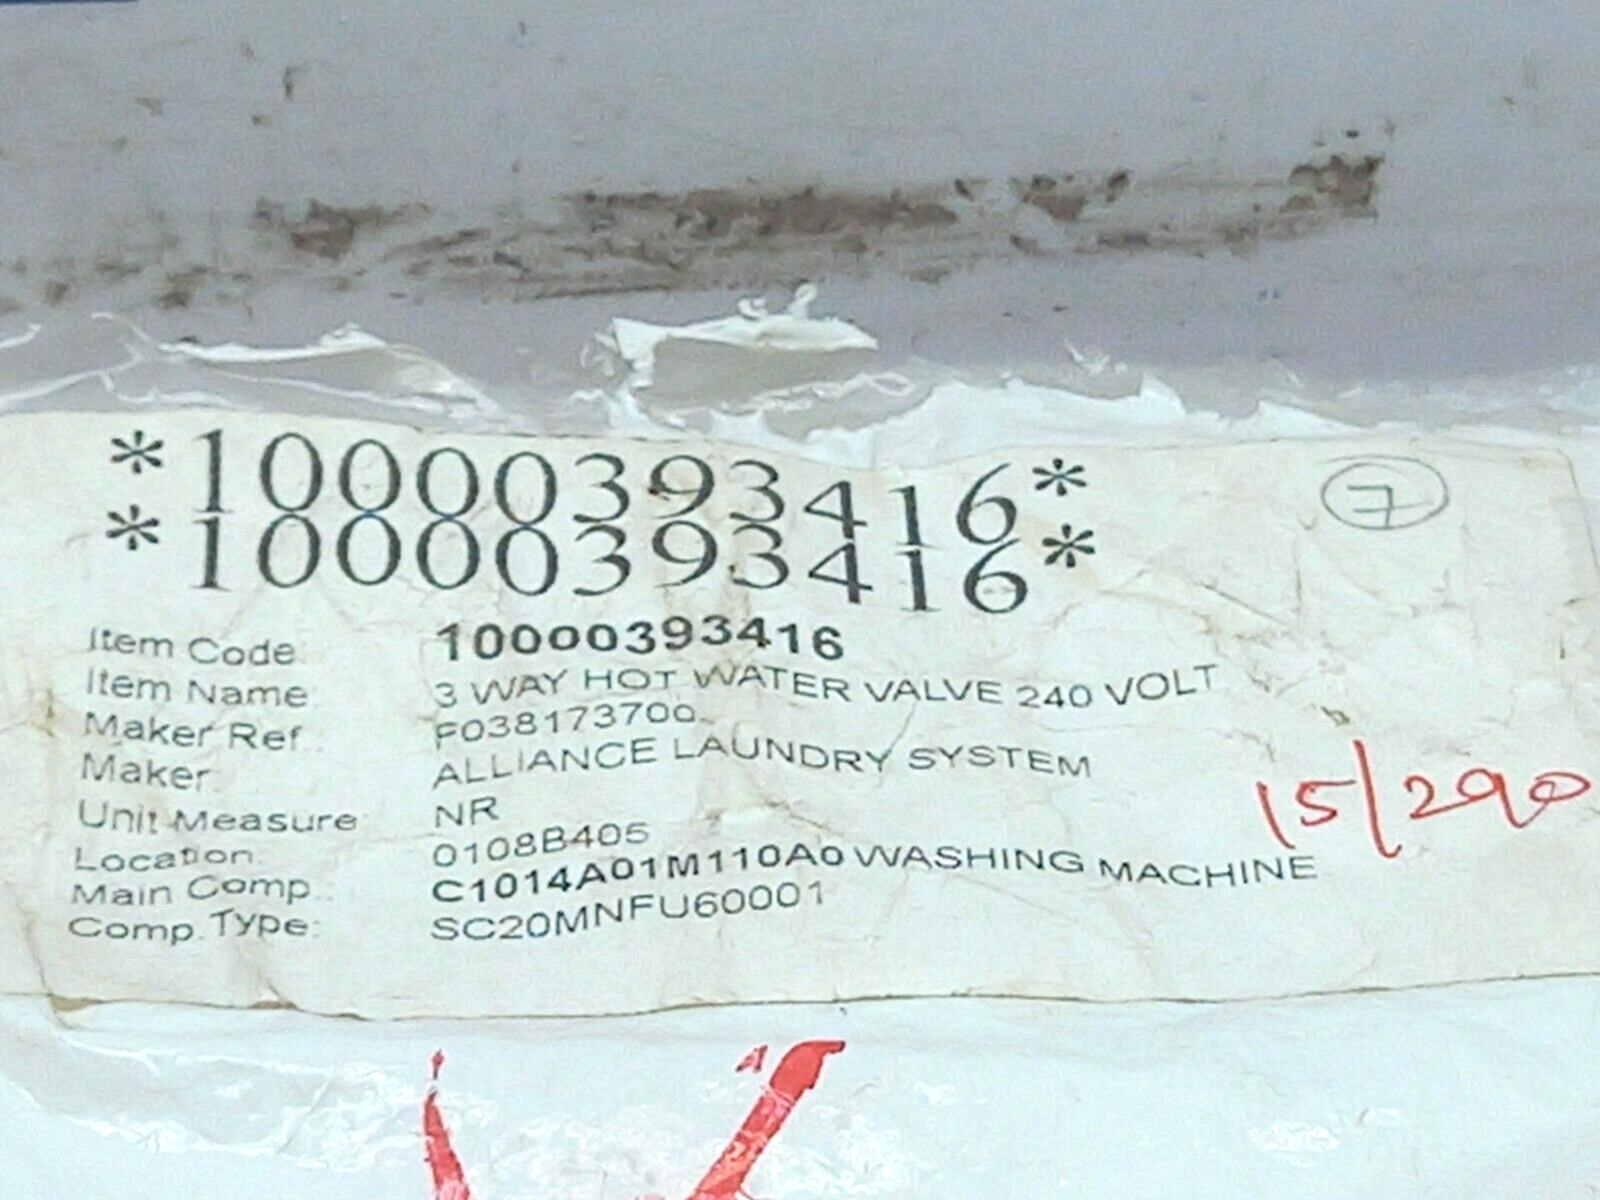 *10000393416*
*10000393416*
7
Item Code 10000393416
Item Name: 3 WAY HOT WATER VALVE 240 VOLT
Maker Ref.: F038173700
Maker: ALLIANCE LAUNDRY SYSTEM
Unit Measure: NR
Location: 0108B405
Main Comp.: C1014A01M110A0 WASHING MACHINE
Comp.Type: SC20MNFU60001
15/290